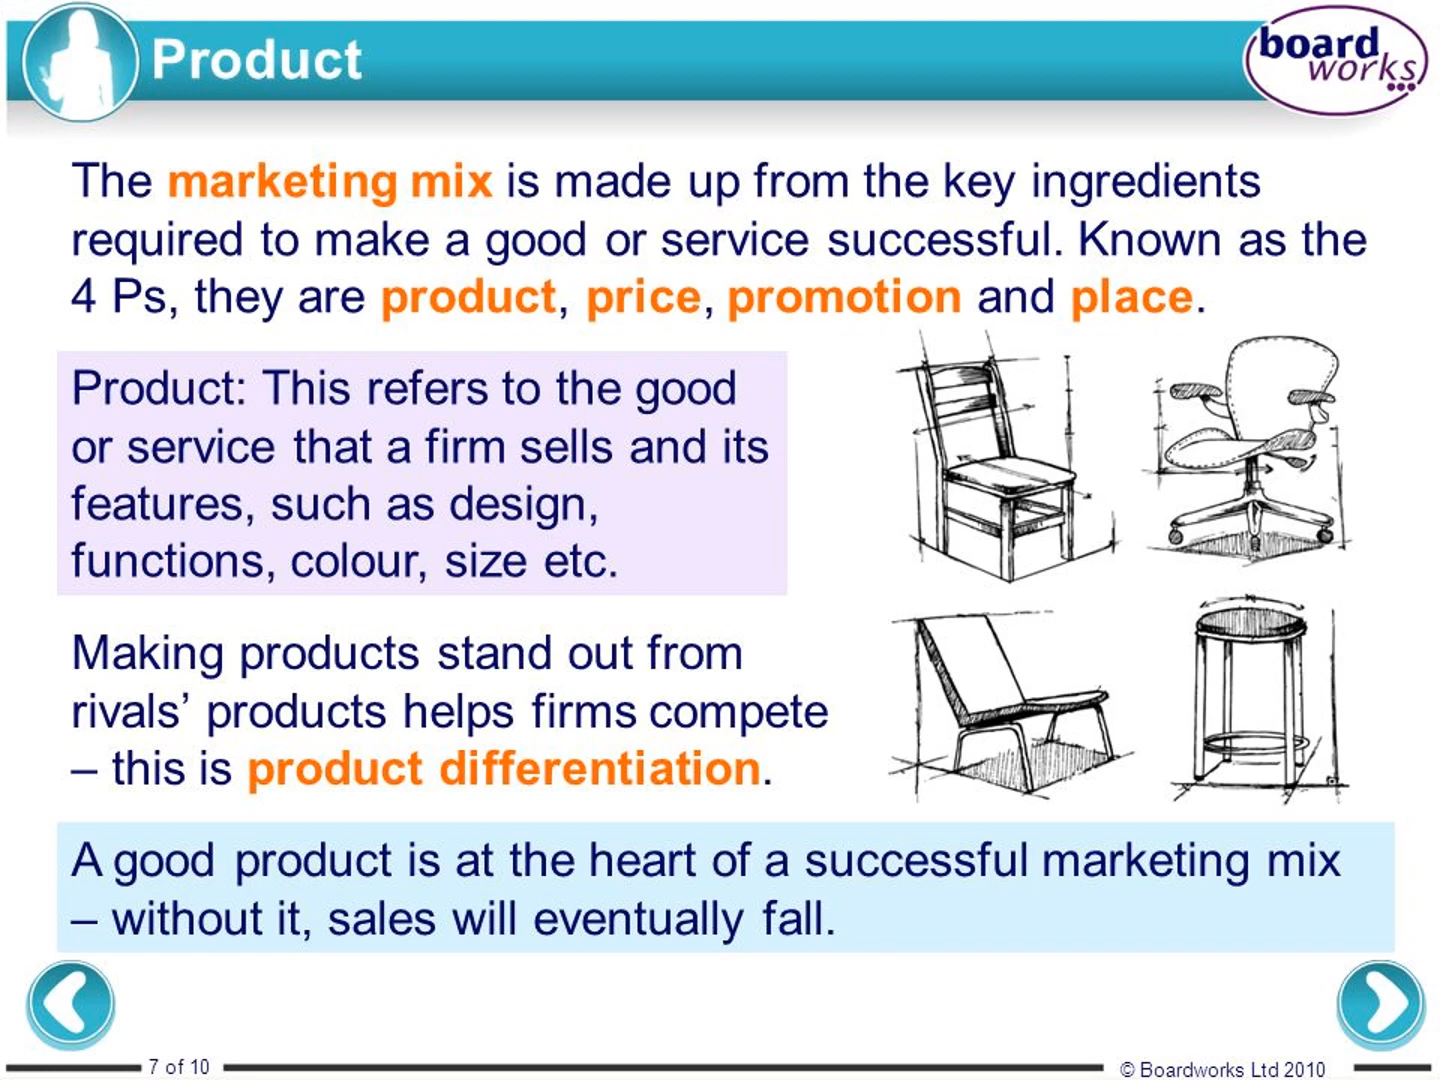 Product
board
works
The marketing mix is made up from the key ingredients
required to make a good or service successful. Known as the
4 Ps, they are product, price, promotion and place.
Product: This refers to the good
or service that a firm sells and its
features, such as design,
functions, colour, size etc.
Making products stand out from
rivals’ products helps firms compete
– this is product differentiation.
A good product is at the heart of a successful marketing mix
– without it, sales will eventually fall.
7 of 10
© Boardworks Ltd 2010